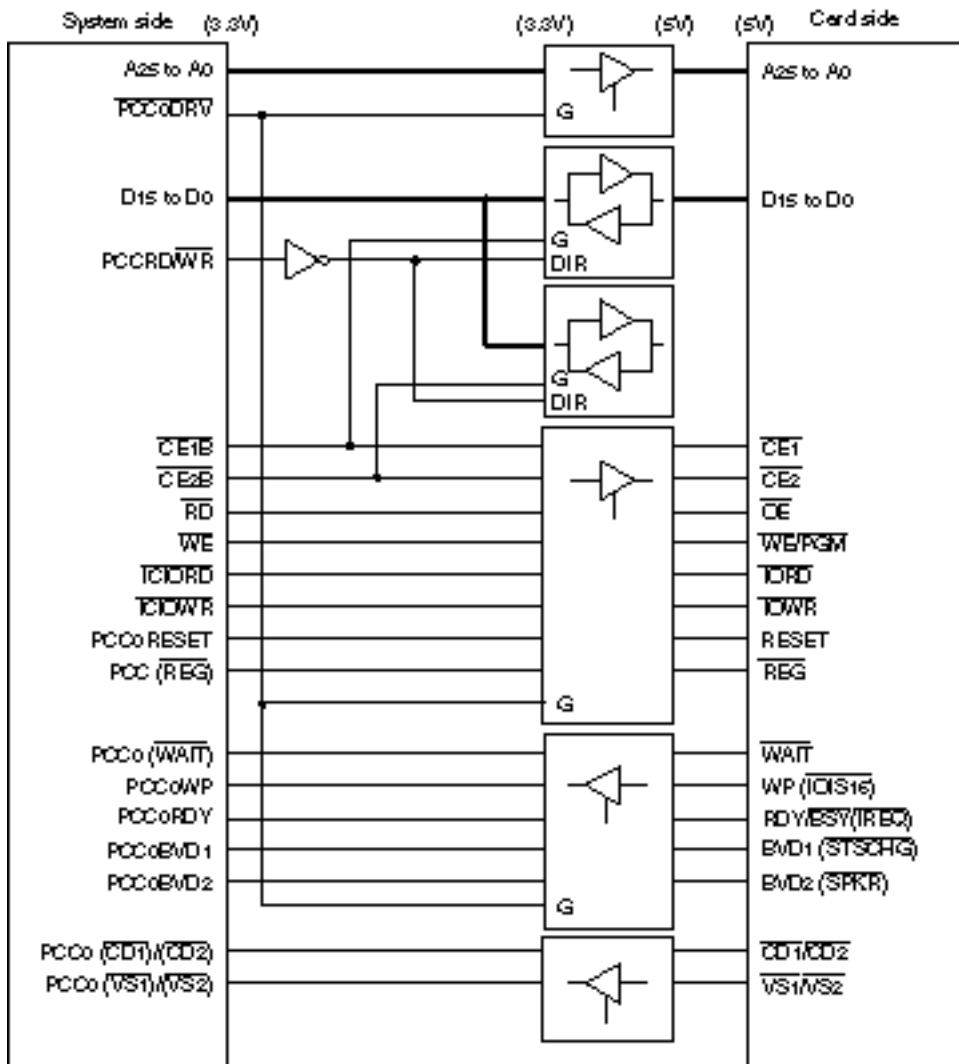 System side (3.3V) (3.3V) (5V) (5V) Card side
A25 to A0 A25 to A0
PCC0DRV G
D15 to D0 D15 to D0
G
PCCRD/WR DIR
G
DIR
CE1B CE1
CE2B CE2
RD OE
WE WE/PGM
ICIORD IORD
ICIOWR IOWR
PCC0RESET RESET
PCC (REG) REG
G
PCC0 (WAIT) WAIT
PCC0WP WP (IOIS16)
PCC0RDY RDY/BSY(IREQ)
PCC0BVD1 BVD1 (STSCHG)
PCC0BVD2 BVD2 (SPKR)
G
PCC0 (CD1)/(CD2) CD1/CD2
PCC0 (VS1)/(VS2) VS1/VS2